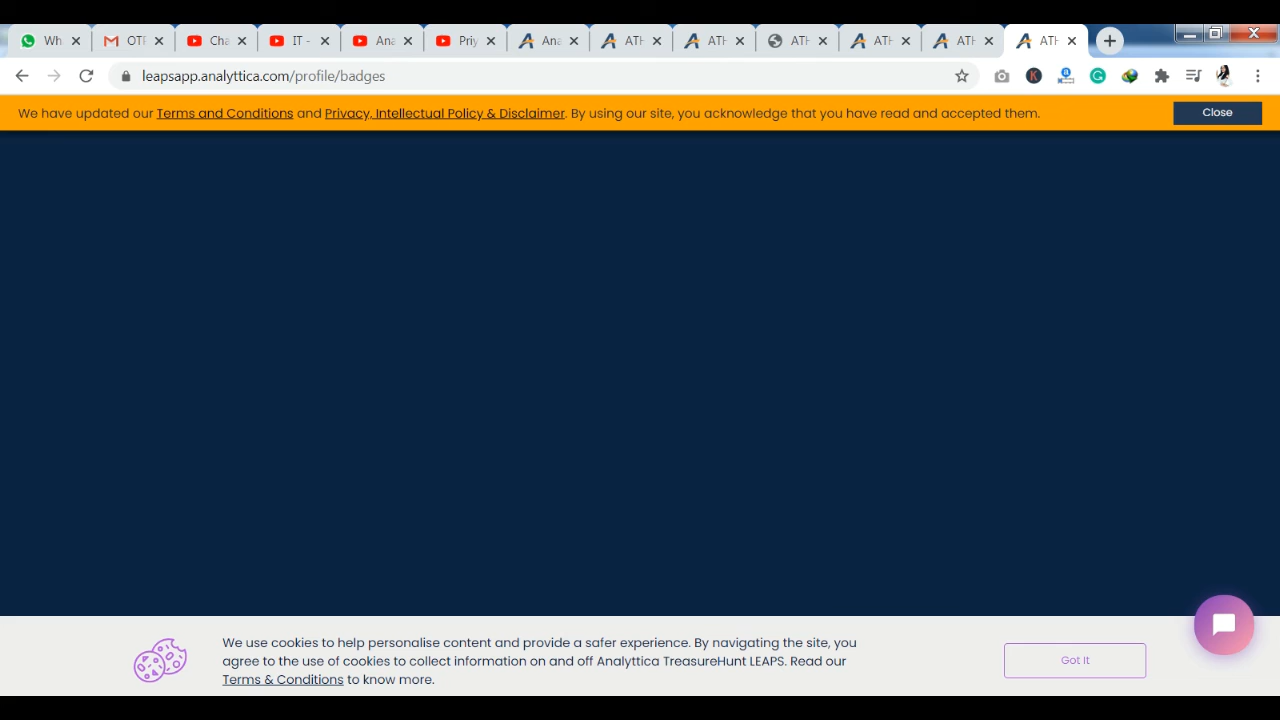 Wh
OTP
Cha
IT -
Ana
Priy
Ana
ATH
ATH
ATH
ATH
ATH
ATH
leapsapp.analyttica.com/profile/badges
We have updated our Terms and Conditions and Privacy, Intellectual Policy & Disclaimer. By using our site, you acknowledge that you have read and accepted them.
Close
We use cookies to help personalise content and provide a safer experience. By navigating the site, you
agree to the use of cookies to collect information on and off Analyttica TreasureHunt LEAPS. Read our
Terms & Conditions to know more.
Got It